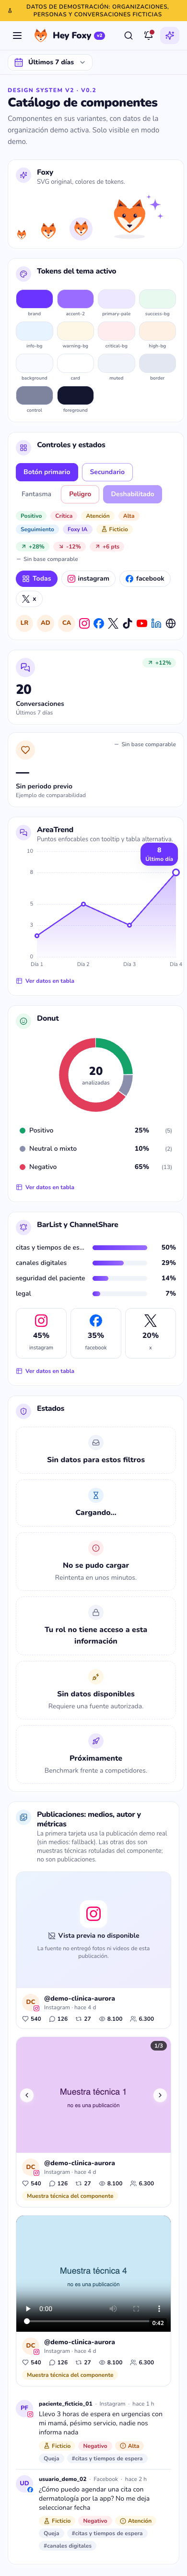 DATOS DE DEMOSTRACIÓN: ORGANIZACIONES,
PERSONAS Y CONVERSACIONES FICTICIAS
Hey Foxy v2
Últimos 7 días
DESIGN SYSTEM V2 · V0.2
Catálogo de componentes
Componentes en sus variantes, con datos de la
organización demo activa. Solo visible en modo
demo.
Foxy
SVG original, colores de tokens.
Tokens del tema activo
brand
accent-2
primary-pale
success-bg
info-bg
warning-bg
critical-bg
high-bg
background
card
muted
border
control
foreground
Controles y estados
Botón primario
Secundario
Fantasma
Peligro
Deshabilitado
Positivo
Crítica
Atención
Alta
Seguimiento
Foxy IA
Ficticio
+28%
-12%
+6 pts
Sin base comparable
Todas
instagram
facebook
x
LR
AD
CA
+12%
20
Conversaciones
Últimos 7 días
Sin base comparable
—
Sin periodo previo
Ejemplo de comparabilidad
AreaTrend
Puntos enfocables con tooltip y tabla alternativa
8
Último día
10
8
5
3
0
Día 1
Día 2
Día 3
Día 4
Ver datos en tabla
Donut
20
analizadas
Positivo 25% (5)
Neutral o mixto 10% (2)
Negativo 65% (13)
Ver datos en tabla
BarList y ChannelShare
citas y tiempos de es... 50%
canales digitales 29%
seguridad del paciente 14%
legal 7%
45%
instagram
35%
facebook
20%
x
Ver datos en tabla
Estados
Sin datos para estos filtros
Cargando...
No se pudo cargar
Reintenta en unos minutos.
Tu rol no tiene acceso a esta
información
Sin datos disponibles
Requiere una fuente autorizada.
Próximamente
Benchmark frente a competidores.
Publicaciones: medios, autor y
métricas
La primera tarjeta usa la publicación demo real
(sin medios: fallback). Las otras dos son
muestras técnicas rotuladas del componente;
no son publicaciones.
Vista previa no disponible
La fuente no entregó fotos ni videos de esta
publicación.
DC
@demo-clinica-aurora
Instagram · hace 4 d
540 126 27 8.100 6.300
1/3
Muestra técnica 1
no es una publicación
DC
@demo-clinica-aurora
Instagram · hace 4 d
540 126 27 8.100 6.300
Muestra técnica del componente
Muestra técnica 4
no es una publicación
0:00
0:42
DC
@demo-clinica-aurora
Instagram · hace 4 d
540 126 27 8.100 6.300
Muestra técnica del componente
PF
paciente_ficticio_01 · Instagram · hace 1 h
Llevo 3 horas de espera en urgencias con
mi mamá, pésimo servicio, nadie nos
informa nada
Ficticio
Negativo
Alta
Queja
#citas y tiempos de espera
UD
usuario_demo_02 · Facebook · hace 2 h
¿Cómo puedo agendar una cita con
dermatología por la app? No me deja
seleccionar fecha
Ficticio
Negativo
Atención
Queja
#citas y tiempos de espera
#canales digitales